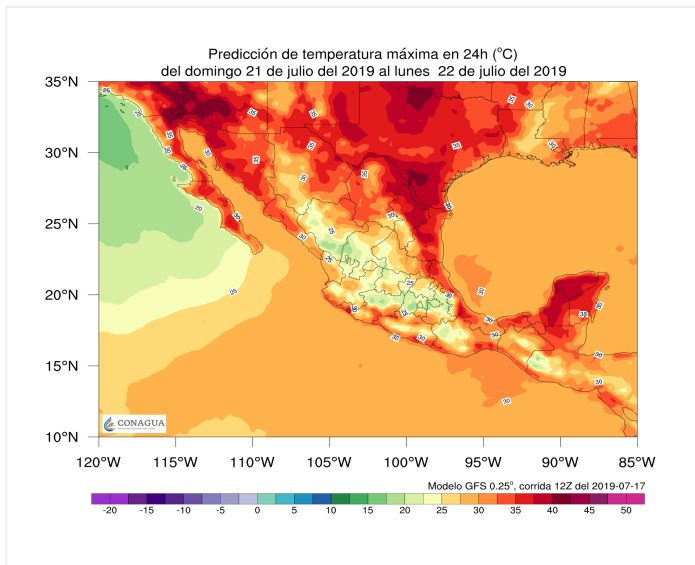 Predicción de temperatura máxima en 24h (°C)
del domingo 21 de julio del 2019 al lunes 22 de julio del 2019
35°N
30°N
25°N
20°N
15°N
10°N
CONAGUA
120°W 115°W 110°W 105°W 100°W 95°W 90°W 85°W
Modelo GFS 0.25°, corrida 12Z del 2019-07-17
-20 -15 -10 -5 0 5 10 15 20 25 30 35 40 45 50